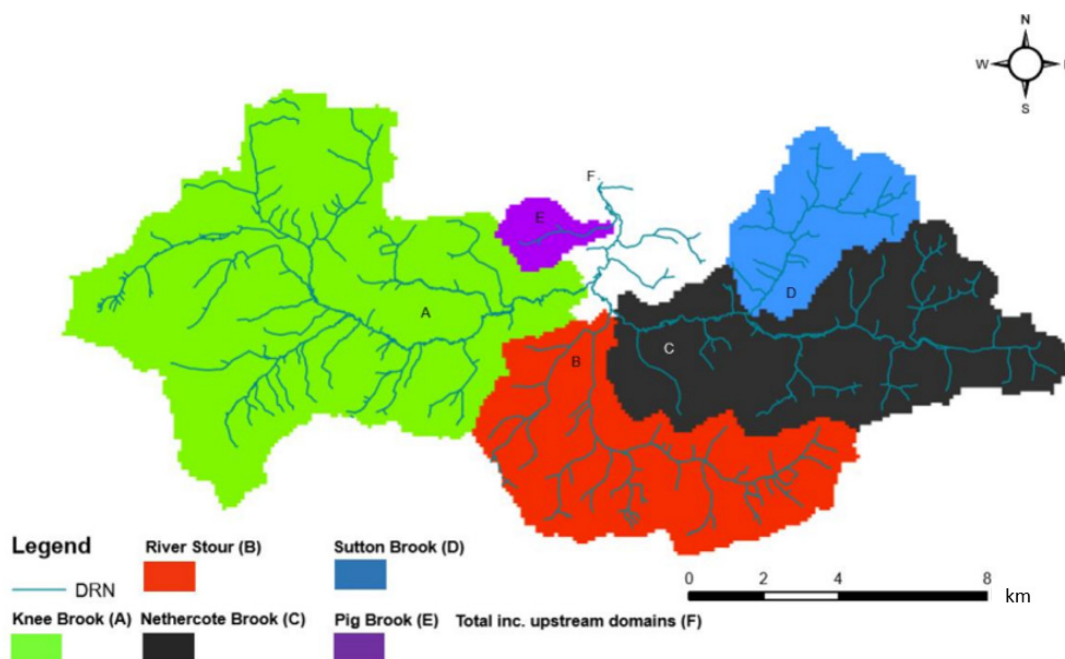 N
W
S
F.
E
A
D
C
B
Legend
River Stour (B)
Sutton Brook (D)
DRN
0 2 4 8
km
Knee Brook (A)
Nethercote Brook (C)
Pig Brook (E)
Total inc. upstream domains (F)